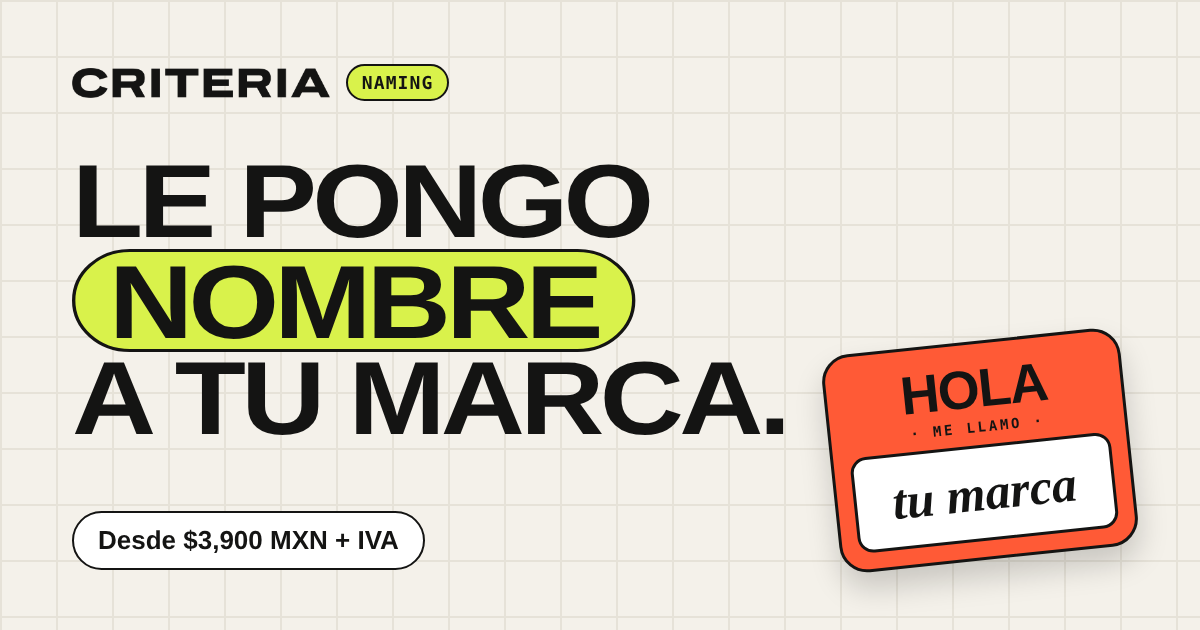 CRITERIA NAMING
LE PONGO
NOMBRE
A TU MARCA.
Desde $3,900 MXN + IVA
HOLA
· ME LLAMO ·
tu marca